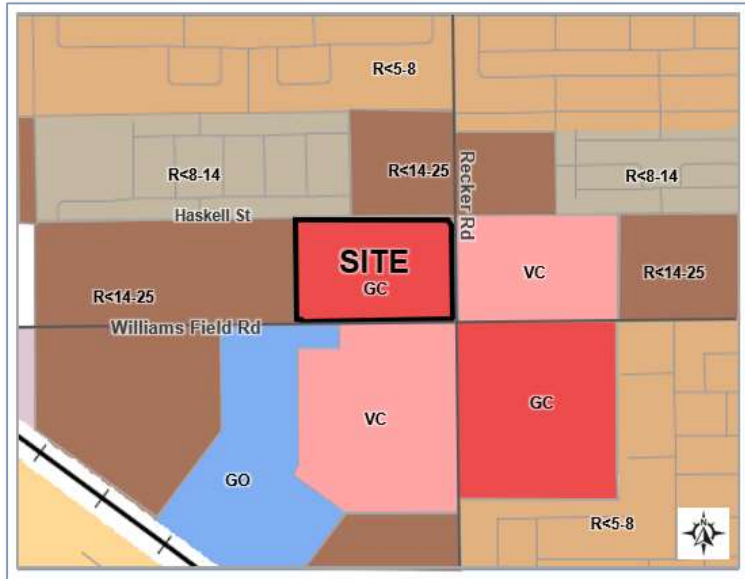 R<5-8
R<8-14
R<14-25
Recker Rd
R<8-14
Haskell St
SITE
GC
VC
R<14-25
R<14-25
Williams Field Rd
VC
GC
GO
R<5-8
N